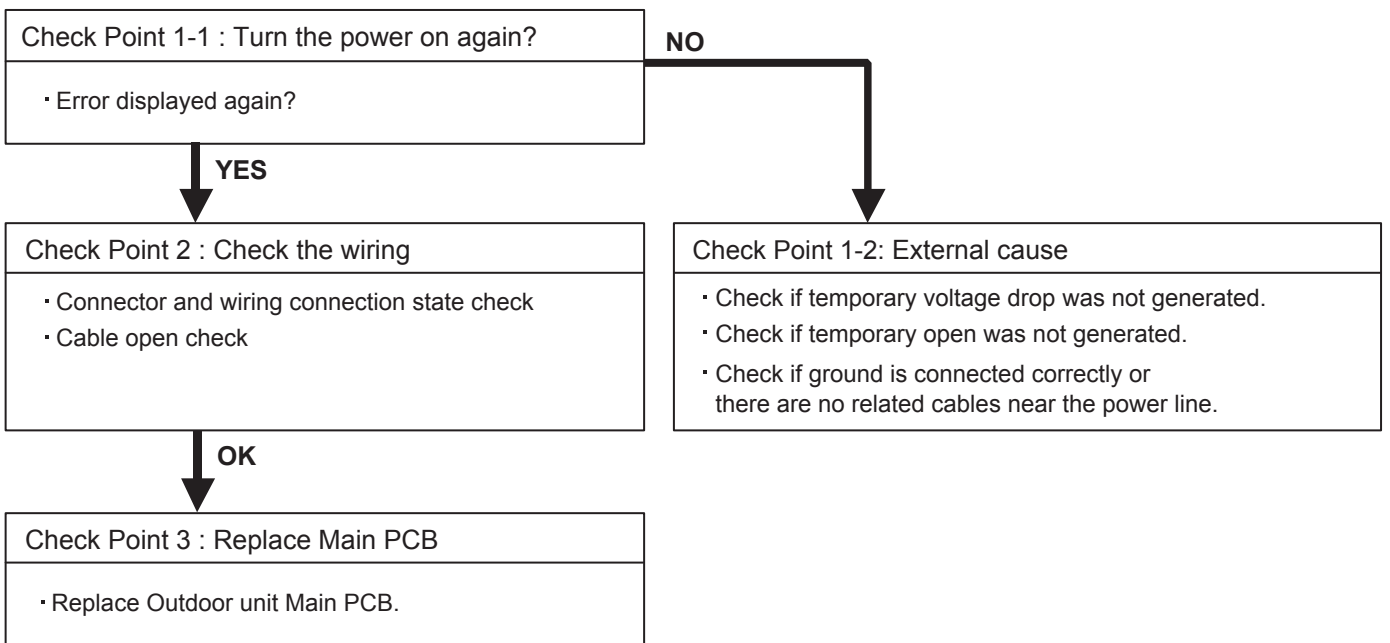 Check Point 1-1 : Turn the power on again?
NO
· Error displayed again?
YES
Check Point 2 : Check the wiring
· Connector and wiring connection state check
· Cable open check
Check Point 1-2: External cause
· Check if temporary voltage drop was not generated.
· Check if temporary open was not generated.
· Check if ground is connected correctly or
there are no related cables near the power line.
OK
Check Point 3 : Replace Main PCB
· Replace Outdoor unit Main PCB.